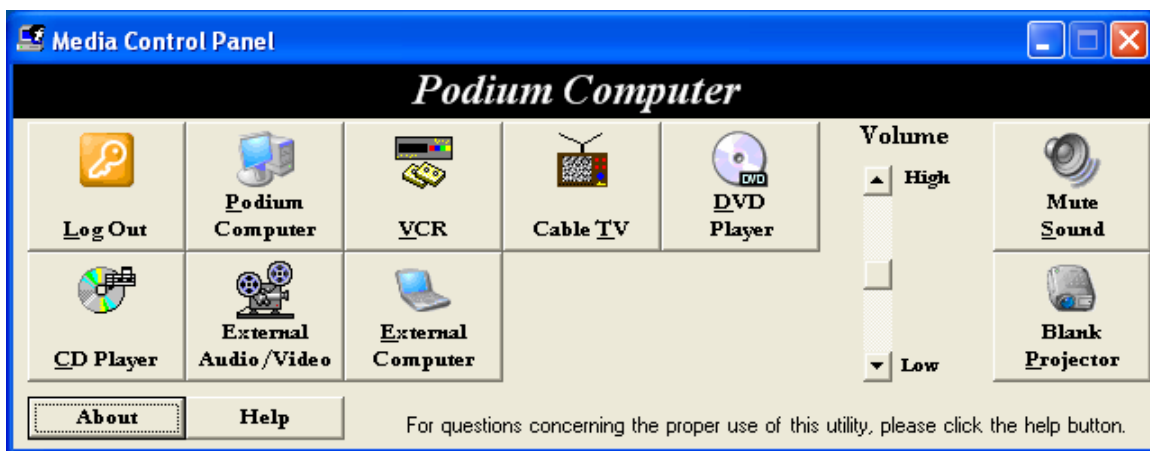 Media Control Panel
Podium Computer
Log Out
Podium
Computer
VCR
Cable TV
DVD
DVD
Player
Volume
High
Low
Mute
Sound
CD Player
External
Audio/Video
External
Computer
Blank
Projector
About
Help
For questions concerning the proper use of this utility, please click the help button.